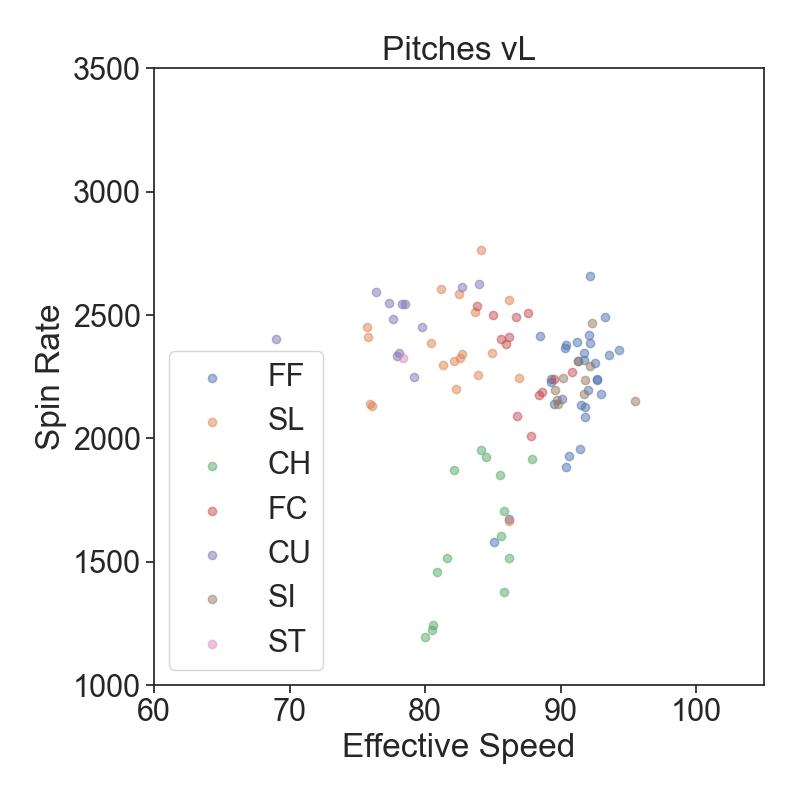 Pitches vL
3500
3000
2500
2000
1500
1000
Spin Rate
FF
SL
CH
FC
CU
SI
ST
60 70 80 90 100
Effective Speed